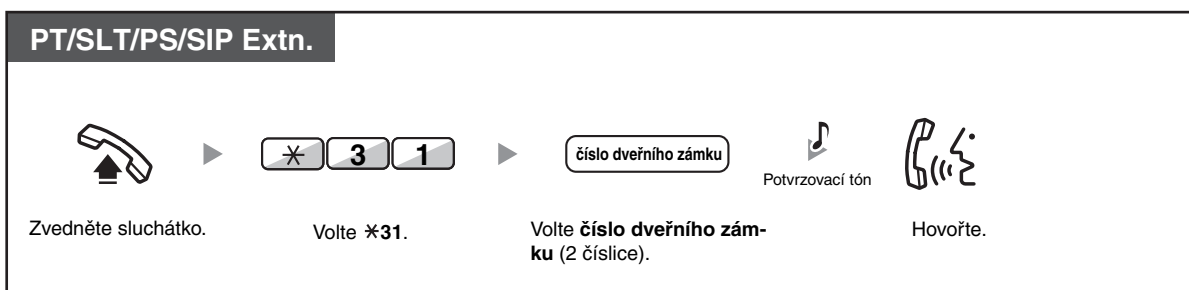 PT/SLT/PS/SIP Extn.
* 3 1
číslo dveřního zámku
Potvrzovací tón
Zvedněte sluchátko.
Volte *31.
Volte číslo dveřního zám-
ku (2 číslice).
Hovořte.